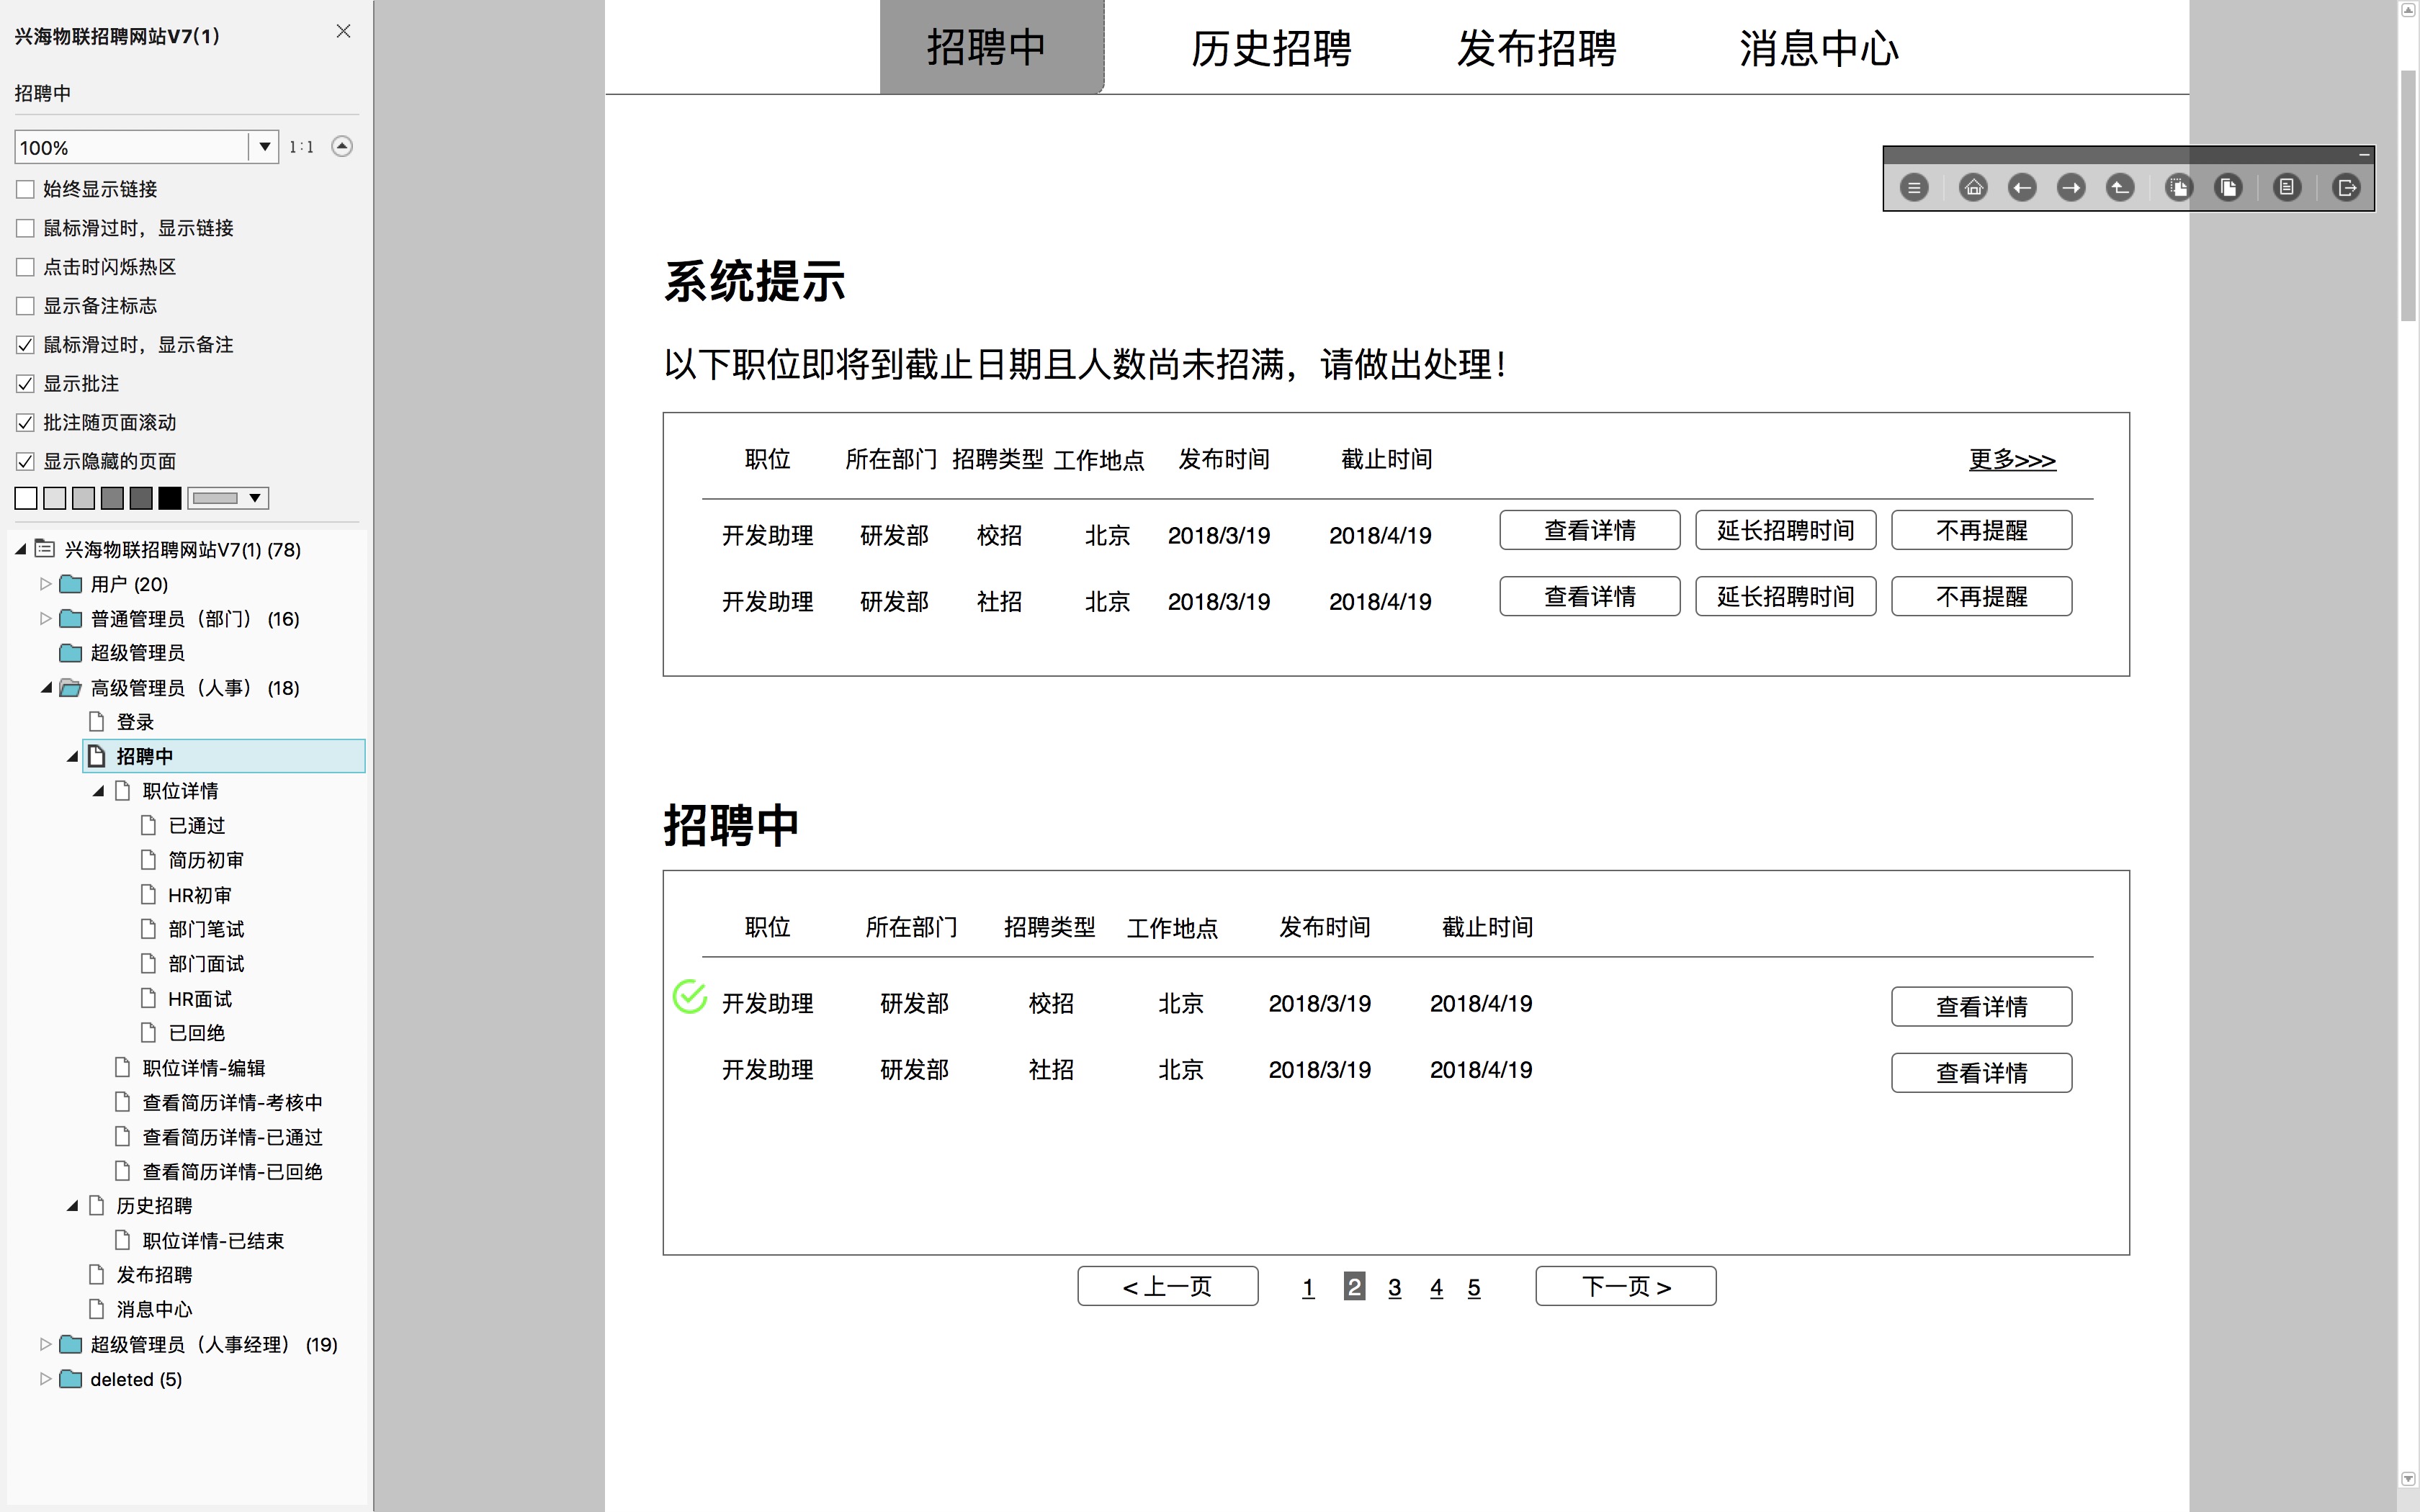 兴海物联招聘网站V7(1)
招聘中
100%
1:1
始终显示链接
鼠标滑过时，显示链接
点击时闪烁热区
显示备注标志
鼠标滑过时，显示备注
显示批注
批注随页面滚动
显示隐藏的页面
兴海物联招聘网站V7(1) (78)
用户 (20)
普通管理员（部门） (16)
超级管理员
高级管理员（人事） (18)
登录
招聘中
职位详情
已通过
简历初审
HR初审
部门笔试
部门面试
HR面试
已回绝
职位详情-编辑
查看简历详情-考核中
查看简历详情-已通过
查看简历详情-已回绝
历史招聘
职位详情-已结束
发布招聘
消息中心
超级管理员（人事经理） (19)
deleted (5)
招聘中 历史招聘 发布招聘 消息中心
系统提示
以下职位即将到截止日期且人数尚未招满，请做出处理！
职位 所在部门 招聘类型 工作地点 发布时间 截止时间 更多>>>
开发助理 研发部 校招 北京 2018/3/19 2018/4/19 查看详情 延长招聘时间 不再提醒
开发助理 研发部 社招 北京 2018/3/19 2018/4/19 查看详情 延长招聘时间 不再提醒
招聘中
职位 所在部门 招聘类型 工作地点 发布时间 截止时间
开发助理 研发部 校招 北京 2018/3/19 2018/4/19 查看详情
开发助理 研发部 社招 北京 2018/3/19 2018/4/19 查看详情
< 上一页 1 2 3 4 5 下一页 >